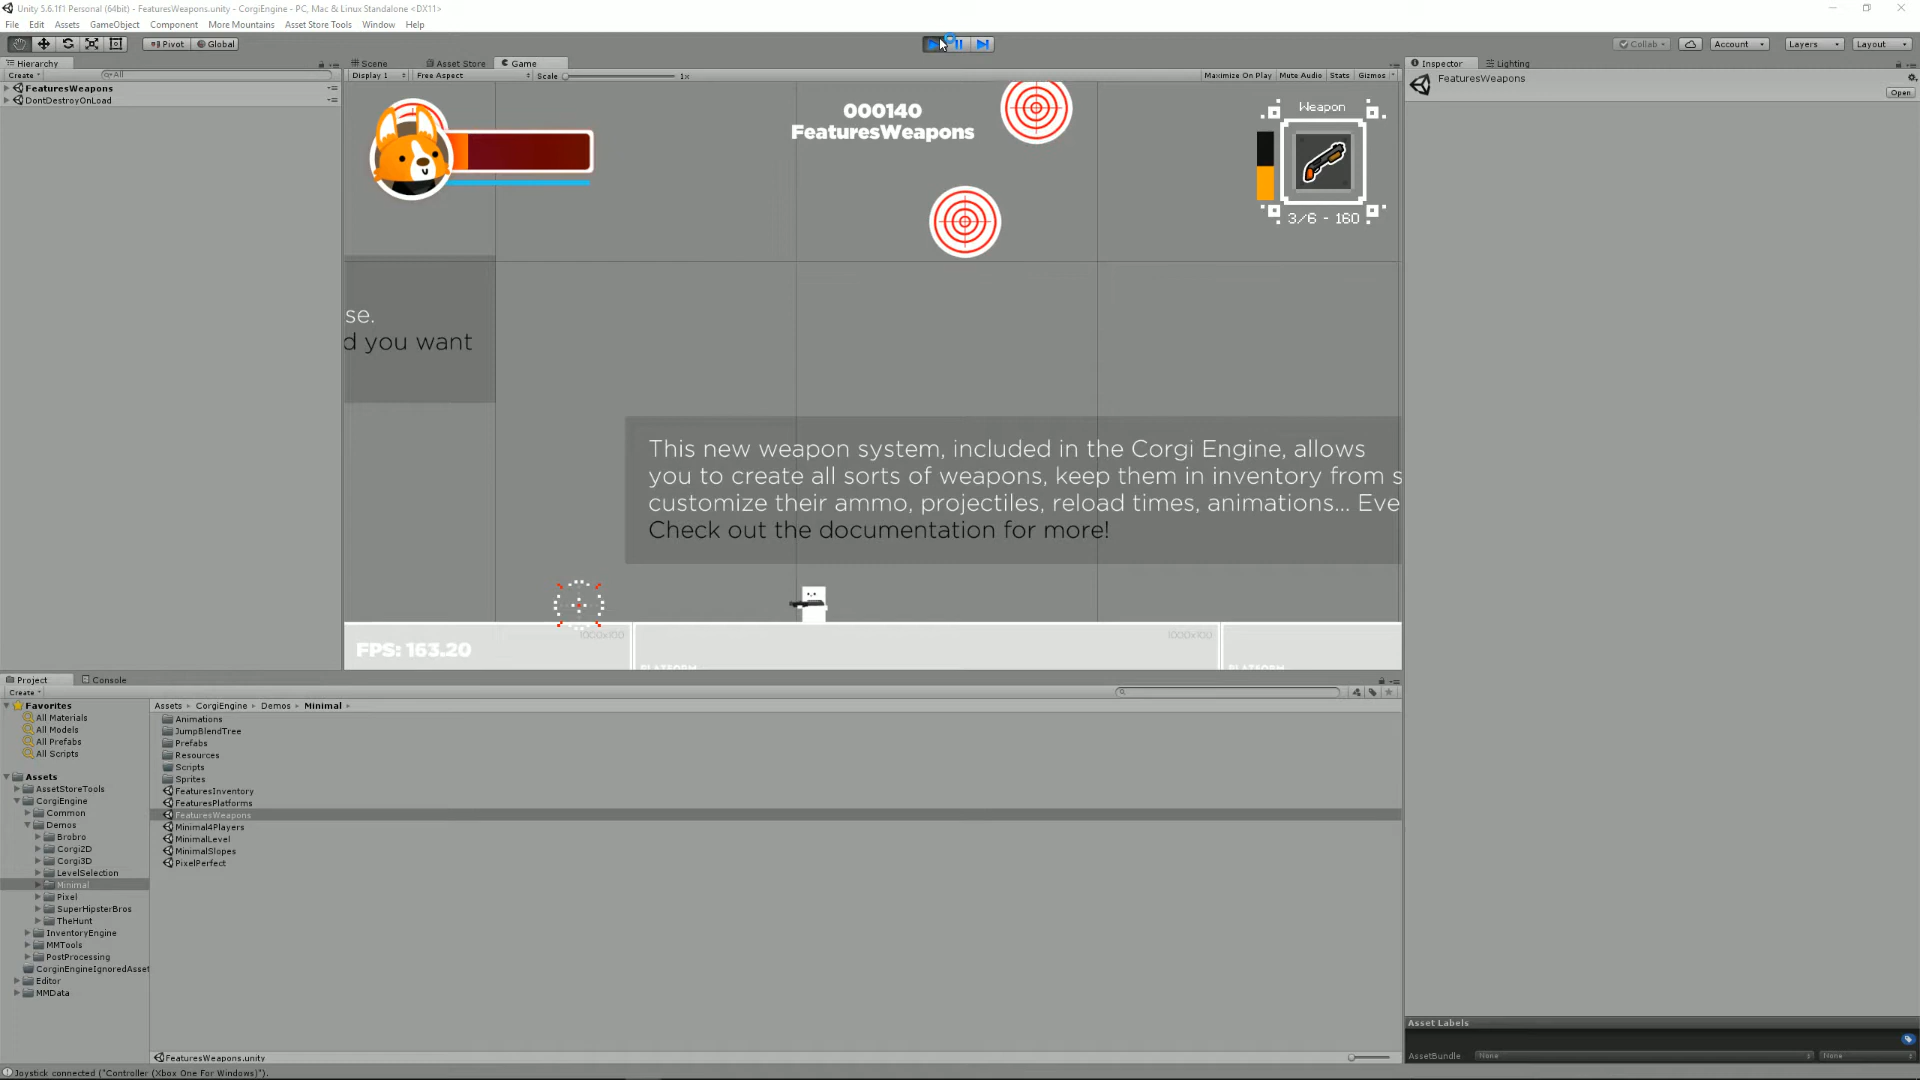 Unity 5.6.1f1 Personal (64bit) - FeaturesWeapons.unity - CorgiEngine - PC, Mac & Linux Standalone <DX11>
File Edit Assets GameObject Component More Mountains Asset Store Tools Window Help
Pivot Global Collab Account Layers Layout
Hierarchy Scene Asset Store Game Inspector Lighting
Create All Display 1 Free Aspect Scale 1x Maximize On Play Mute Audio Stats Gizmos
FeaturesWeapons
DontDestroyOnLoad
FeaturesWeapons
Open
000140
FeaturesWeapons
Weapon
3/6 - 160
se.
d you want
This new weapon system, included in the Corgi Engine, allows
you to create all sorts of weapons, keep them in inventory from s
customize their ammo, projectiles, reload times, animations... Eve
Check out the documentation for more!
1000x100 1000x100
FPS: 163.20
PLATFORM PLATFORM
Project Console
Create
Favorites
All Materials
All Models
All Prefabs
All Scripts
Assets
AssetStoreTools
CorgiEngine
Common
Demos
Brobro
Corgi2D
Corgi3D
LevelSelection
Minimal
Pixel
SuperHipsterBros
TheHunt
InventoryEngine
MMTools
PostProcessing
CorginEngineIgnoredAsset
Editor
MMData
Assets CorgiEngine Demos Minimal
Animations
JumpBlendTree
Prefabs
Resources
Scripts
Sprites
FeaturesInventory
FeaturesPlatforms
FeaturesWeapons
Minimal4Players
MinimalLevel
MinimalSlopes
PixelPerfect
FeaturesWeapons.unity
Asset Labels
AssetBundle None None
Joystick connected ("Controller (Xbox One For Windows)").